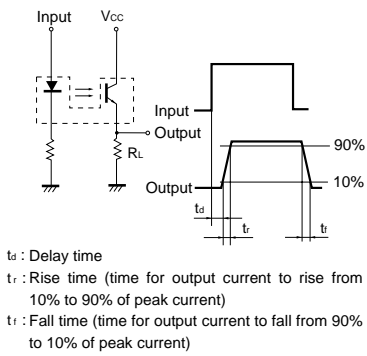 Input
Vcc
Output
RL
Input
90%
Output
10%
td
tr
tf
td : Delay time
tr : Rise time (time for output current to rise from
10% to 90% of peak current)
tf : Fall time (time for output current to fall from 90%
to 10% of peak current)